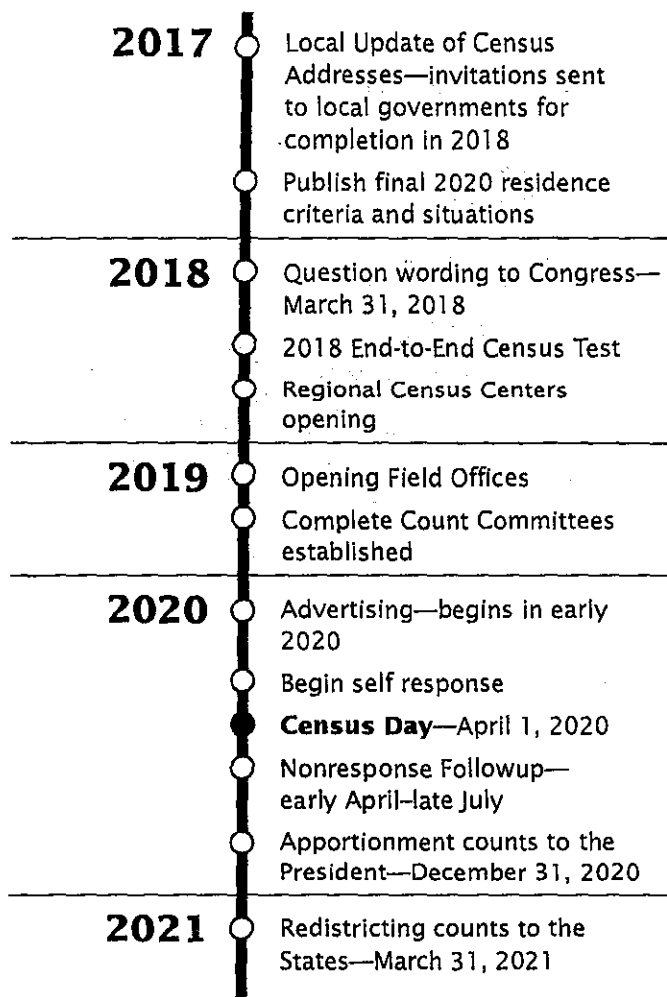 2017
Local Update of Census
Addresses—invitations sent
to local governments for
completion in 2018
Publish final 2020 residence
criteria and situations
2018
Question wording to Congress—
March 31, 2018
2018 End-to-End Census Test
Regional Census Centers
opening
2019
Opening Field Offices
Complete Count Committees
established
2020
Advertising—begins in early
2020
Begin self response
Census Day—April 1, 2020
Nonresponse Followup—
early April–late July
Apportionment counts to the
President—December 31, 2020
2021
Redistricting counts to the
States—March 31, 2021